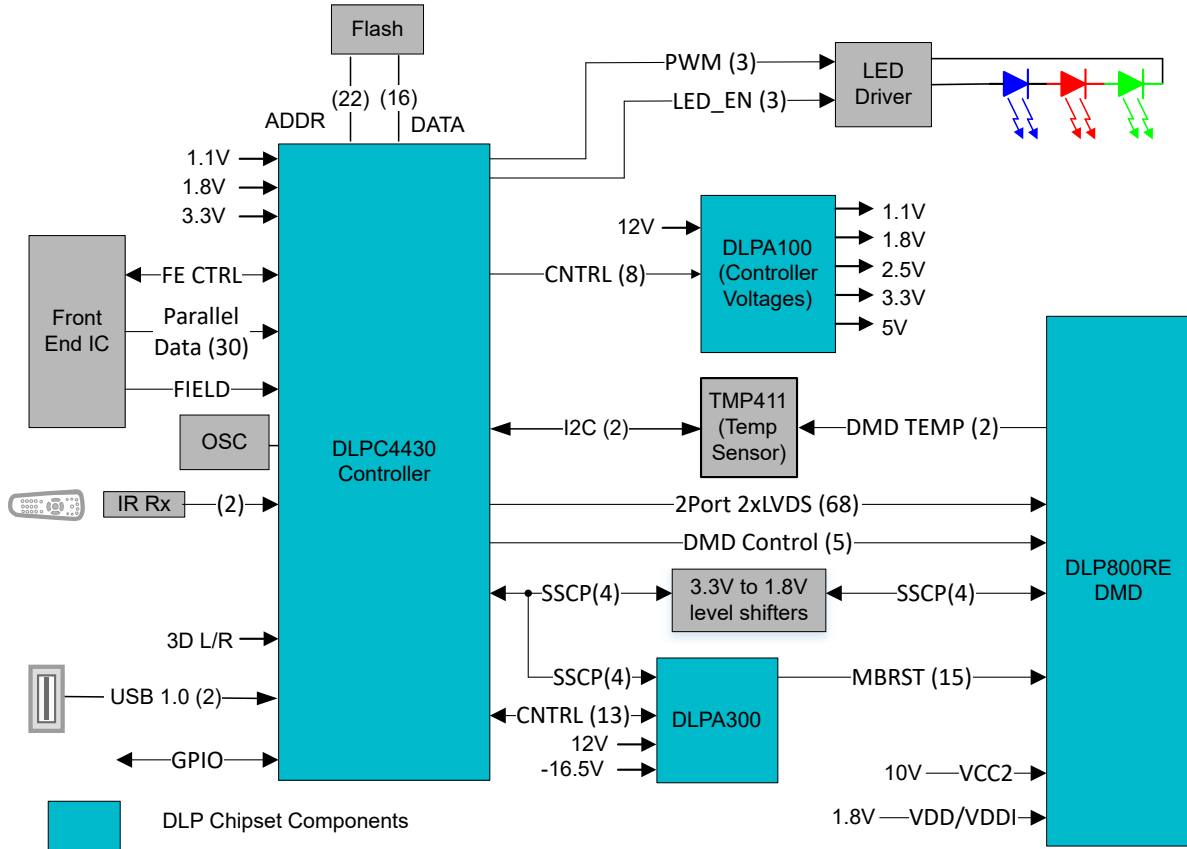 Flash
(22)
(16)
ADDR
DATA
PWM (3)
LED_EN (3)
LED
Driver
1.1V
1.8V
3.3V
12V
CNTRL (8)
DLPA100
(Controller
Voltages)
1.1V
1.8V
2.5V
3.3V
5V
Front
End IC
FE CTRL
Parallel
Data (30)
FIELD
OSC
IR Rx
(2)
DLPC4430
Controller
I2C (2)
TMP411
(Temp
Sensor)
DMD TEMP (2)
2Port 2xLVDS (68)
DMD Control (5)
SSCP(4)
3.3V to 1.8V
level shifters
SSCP(4)
DLP800RE
DMD
3D L/R
USB 1.0 (2)
GPIO
SSCP(4)
CNTRL (13)
12V
-16.5V
DLPA300
MBRST (15)
10V
VCC2
1.8V
VDD/VDDI
DLP Chipset Components